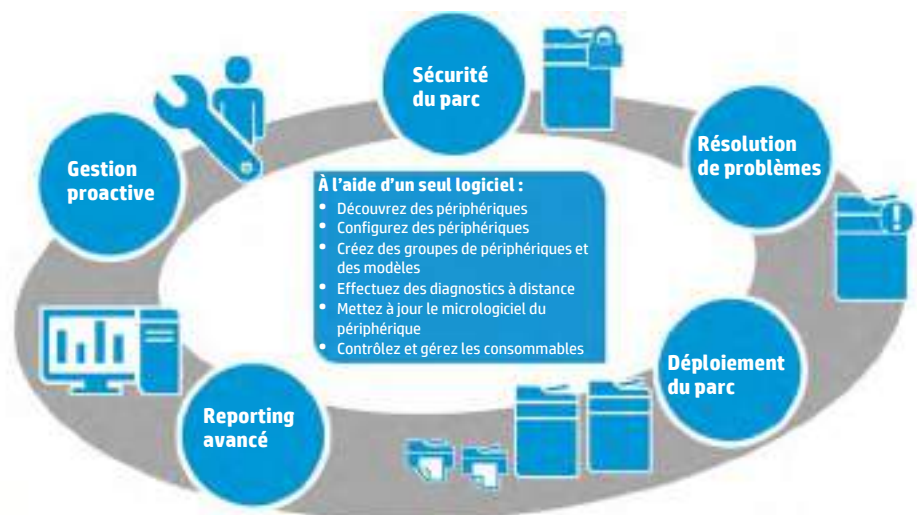 Sécurité
du parc
Résolution
de problèmes
Gestion
proactive
À l'aide d'un seul logiciel :
• Découvrez des périphériques
• Configurez des périphériques
• Créez des groupes de périphériques et
des modèles
• Effectuez des diagnostics à distance
• Mettez à jour le micrologiciel du
périphérique
• Contrôlez et gérez les consommables
Déploiement
du parc
Reporting
avancé